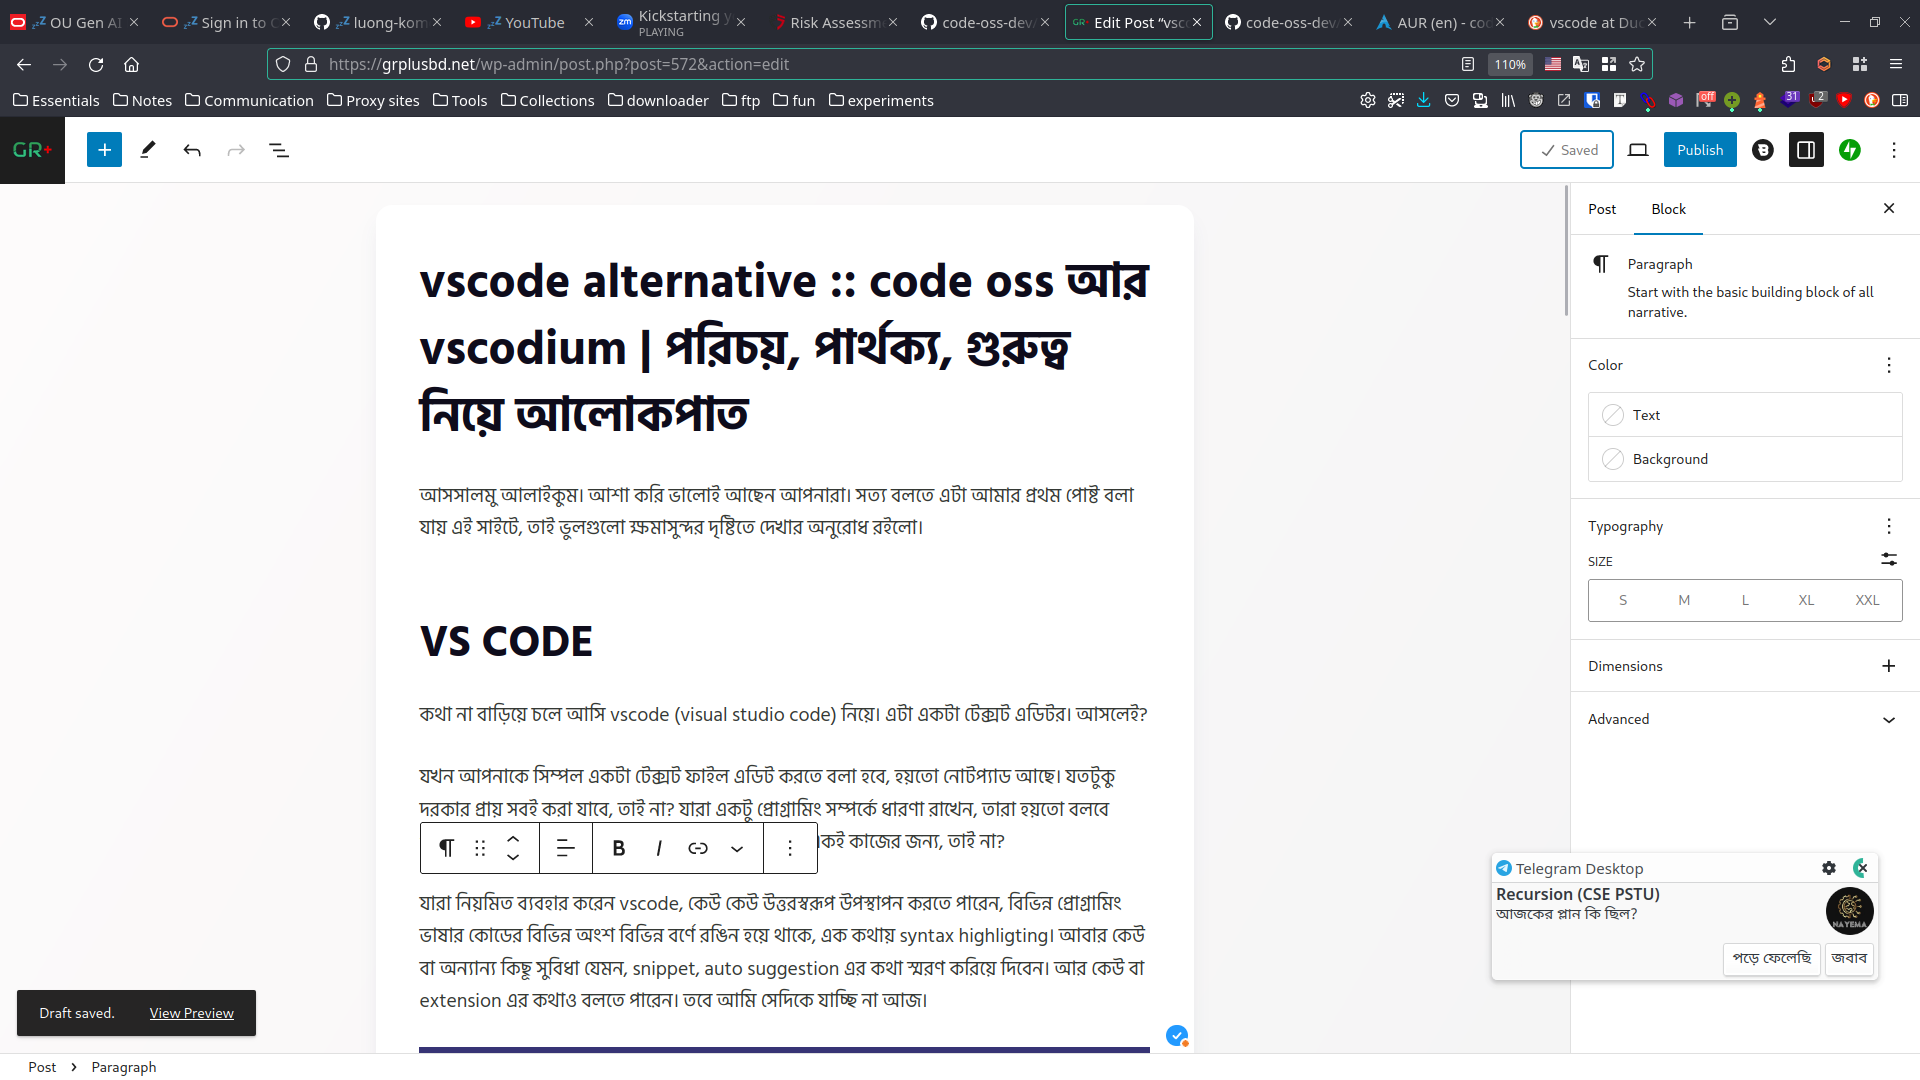 OU Gen AI
Sign in to C
luong-kom
YouTube
Kickstarting y
PLAYING
Risk Assessme
code-oss-dev/
Edit Post “vsc
code-oss-dev/
AUR (en) - cod
vscode at Duc
https://grplusbd.net/wp-admin/post.php?post=572&action=edit
110%
Essentials
Notes
Communication
Proxy sites
Tools
Collections
downloader
ftp
fun
experiments
off
31
2
GR+
Saved
Publish
vscode alternative :: code oss আর
vscodium | পরিচয়, পার্থক্য, গুরুত্ব
নিয়ে আলোকপাত
আসসালমু আলাইকুম। আশা করি ভালোই আছেন আপনারা। সত্য বলতে এটা আমার প্রথম পোষ্ট বলা
যায় এই সাইটে, তাই ভুলগুলো ক্ষমাসুন্দর দৃষ্টিতে দেখার অনুরোধ রইলো।
VS CODE
কথা না বাড়িয়ে চলে আসি vscode (visual studio code) নিয়ে। এটা একটা টেক্সট এডিটর। আসলেই?
যখন আপনাকে সিম্পল একটা টেক্সট ফাইল এডিট করতে বলা হবে, হয়তো নোটপ্যাড আছে। যতটুকু
দরকার প্রায় সবই করা যাবে, তাই না? যারা একটু প্রোগ্রামিং সম্পর্কে ধারণা রাখেন, তারা হয়তো বলবে
কই কাজের জন্য, তাই না?
B I
যারা নিয়মিত ব্যবহার করেন vscode, কেউ কেউ উত্তরস্বরূপ উপস্থাপন করতে পারেন, বিভিন্ন প্রোগ্রামিং
ভাষার কোডের বিভিন্ন অংশ বিভিন্ন বর্ণে রঙিন হয়ে থাকে, এক কথায় syntax highligting। আবার কেউ
বা অন্যান্য কিছু সুবিধা যেমন, snippet, auto suggestion এর কথা স্মরণ করিয়ে দিবেন। আর কেউ বা
extension এর কথাও বলতে পারেন। তবে আমি সেদিকে যাচ্ছি না আজ।
Draft saved.
View Preview
Post
Paragraph
Post
Block
Paragraph
Start with the basic building block of all
narrative.
Color
Text
Background
Typography
SIZE
S M L XL XXL
Dimensions
Advanced
Telegram Desktop
Recursion (CSE PSTU)
আজকের প্লান কি ছিল?
NAYEMA
পড়ে ফেলেছি
জবাব